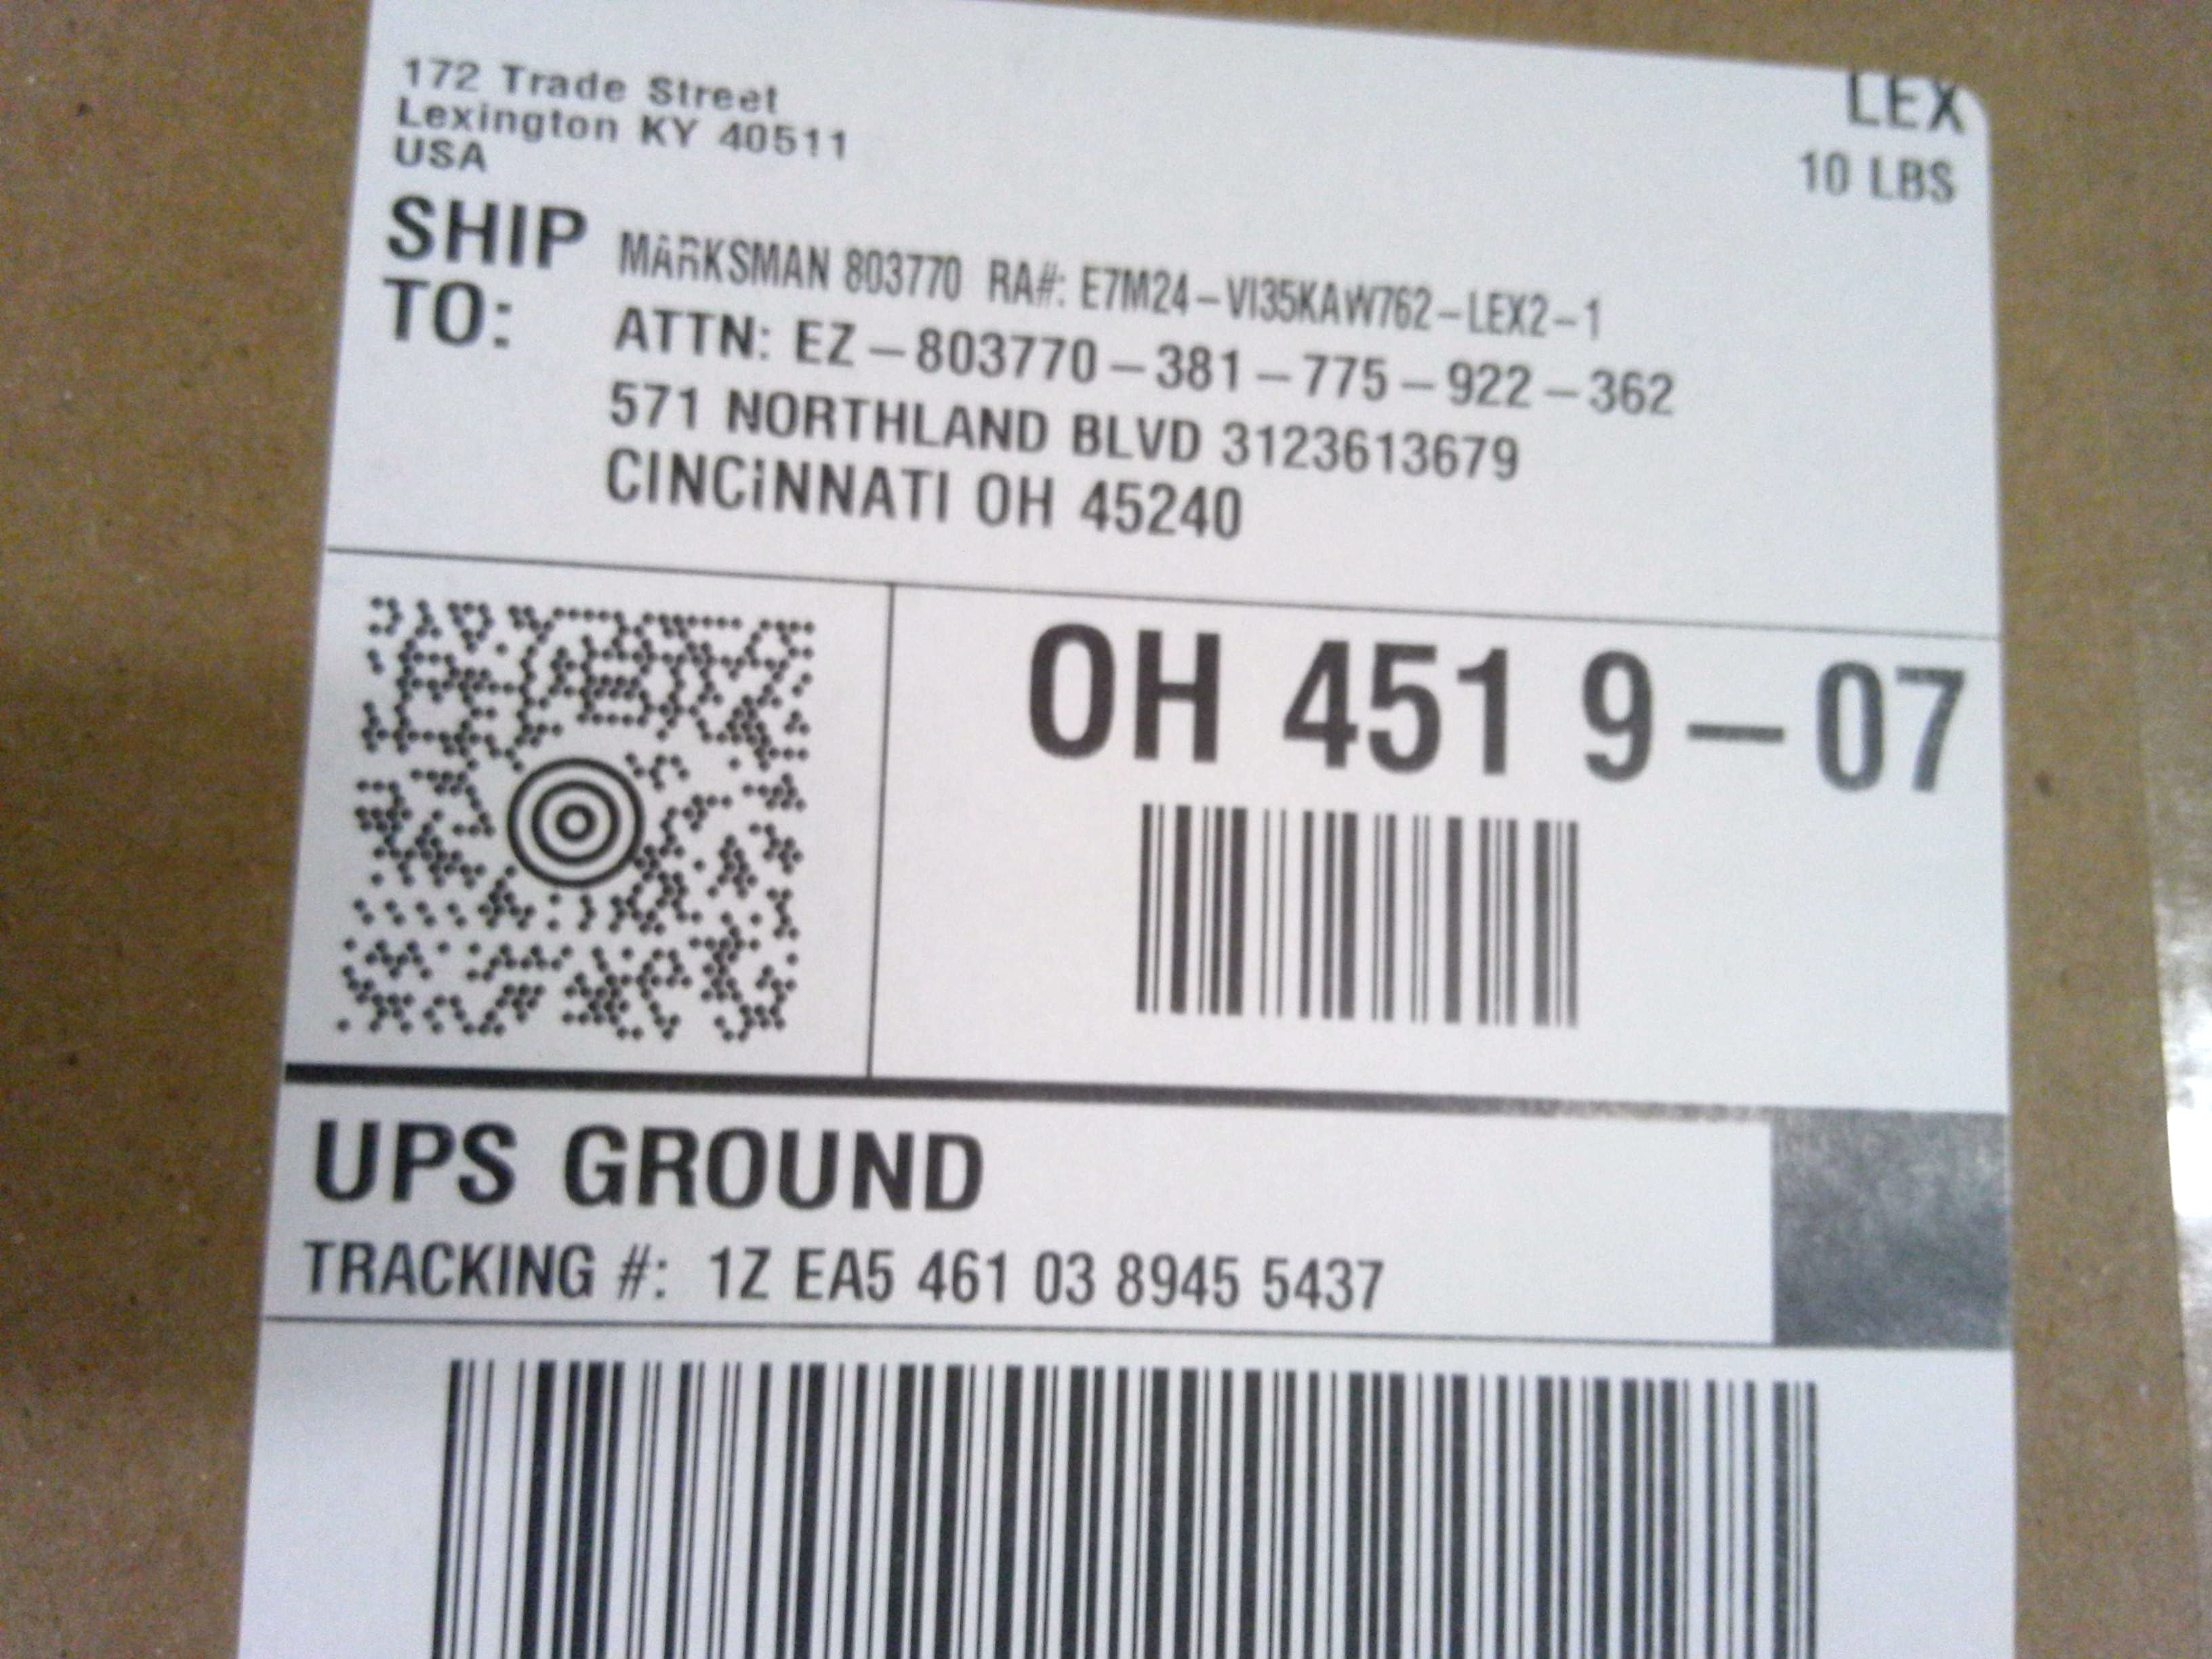 172 Trade Street
Lexington KY 40511
USA
LEX
10 LBS
SHIP TO:
MARKSMAN 803770 RA#: E7M24-VI35KAW762-LEX2-1
ATTN: EZ-803770-381-775-922-362
571 NORTHLAND BLVD 3123613679
CINCINNATI OH 45240
OH 451 9-07
UPS GROUND
TRACKING #: 1Z EA5 461 03 8945 5437